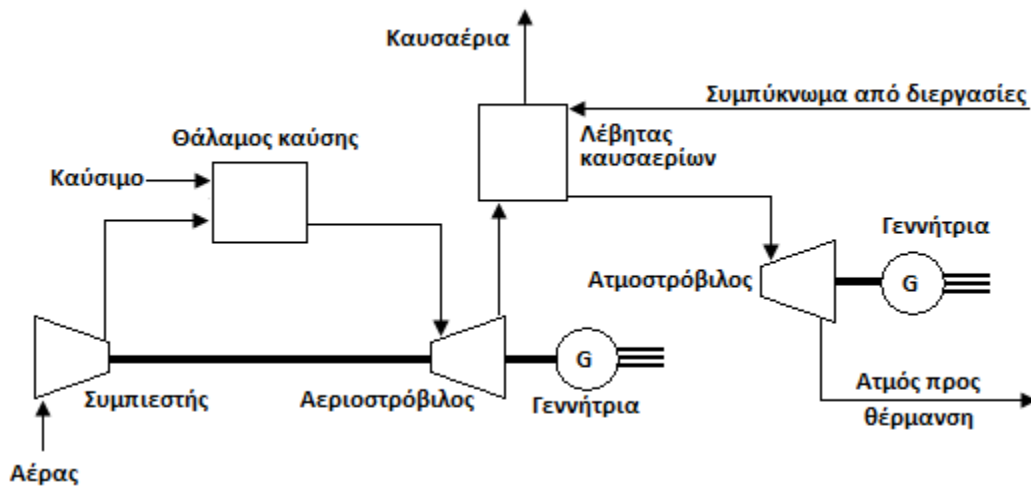 Καυσαέρια
Συμπύκνωμα από διεργασίες
Θάλαμος καύσης
Λέβητας
καυσαερίων
Καύσιμο
Γεννήτρια
Ατμοστρόβιλος
G
G
Συμπιεστής
Αεριοστρόβιλος
Γεννήτρια
Ατμός προς
θέρμανση
Αέρας